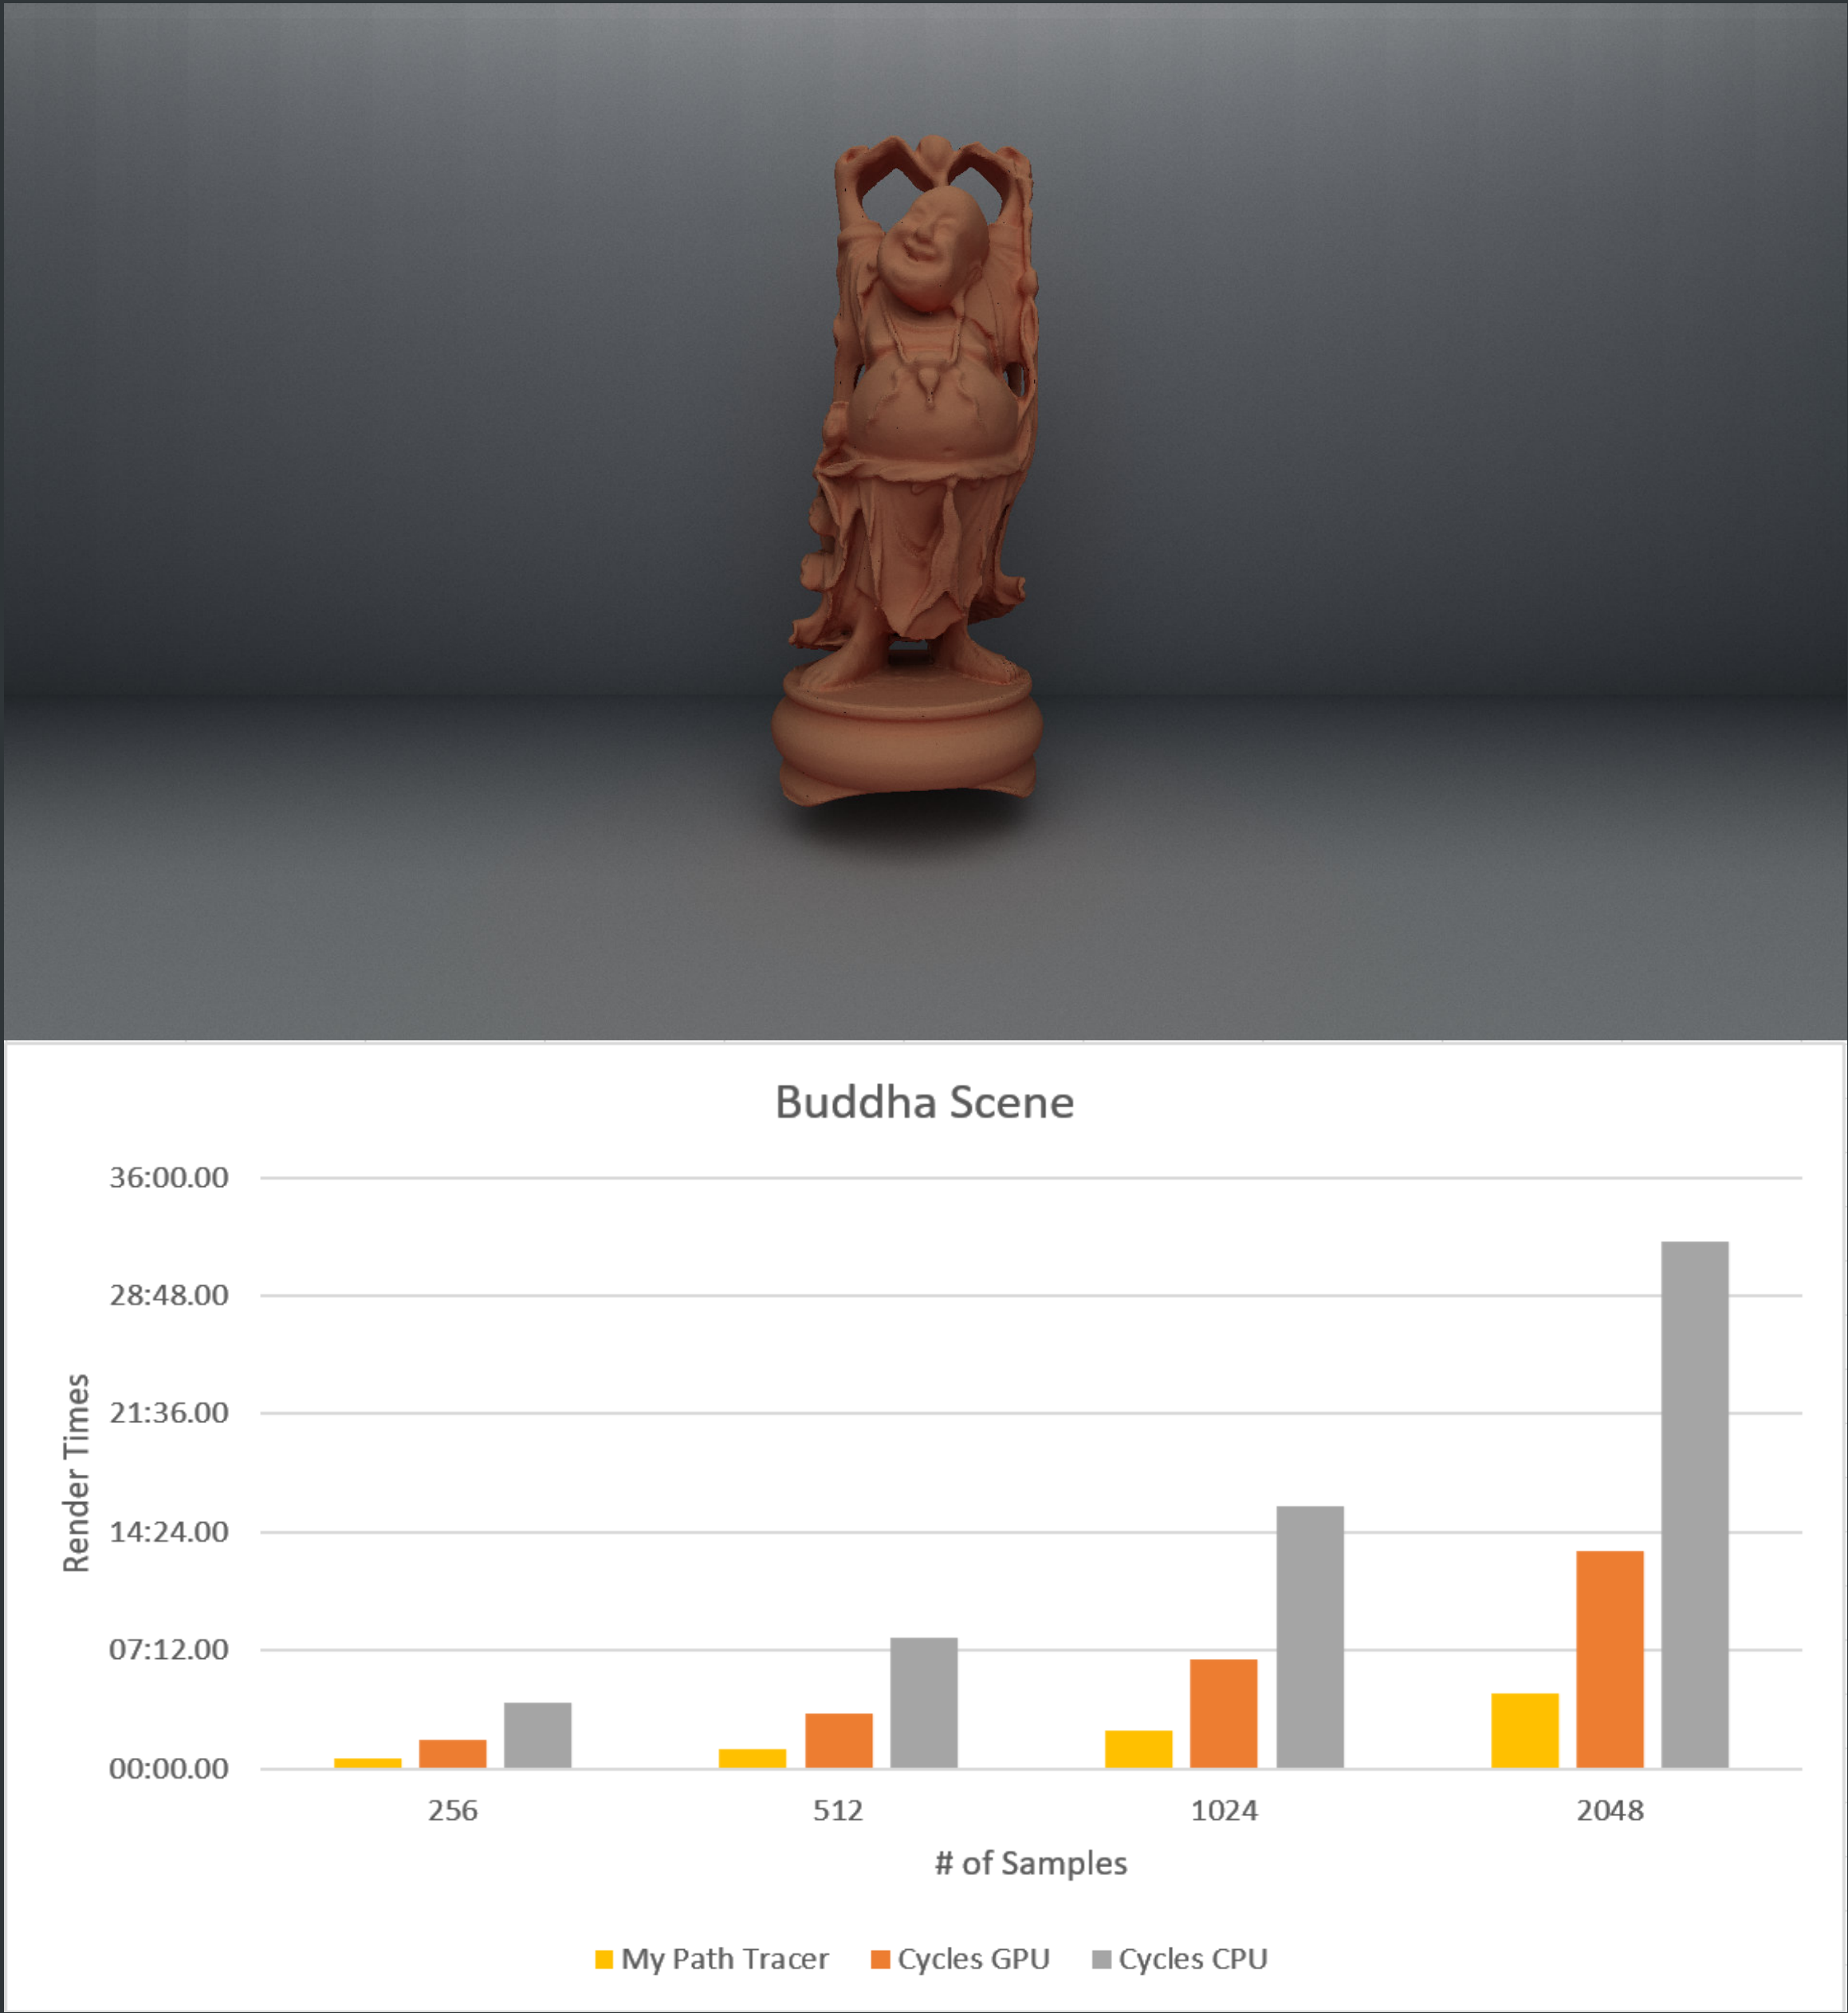 Buddha Scene
36:00.00
28:48.00
21:36.00
14:24.00
07:12.00
00:00.00
Render Times
256 512 1024 2048
# of Samples
My Path Tracer Cycles GPU Cycles CPU